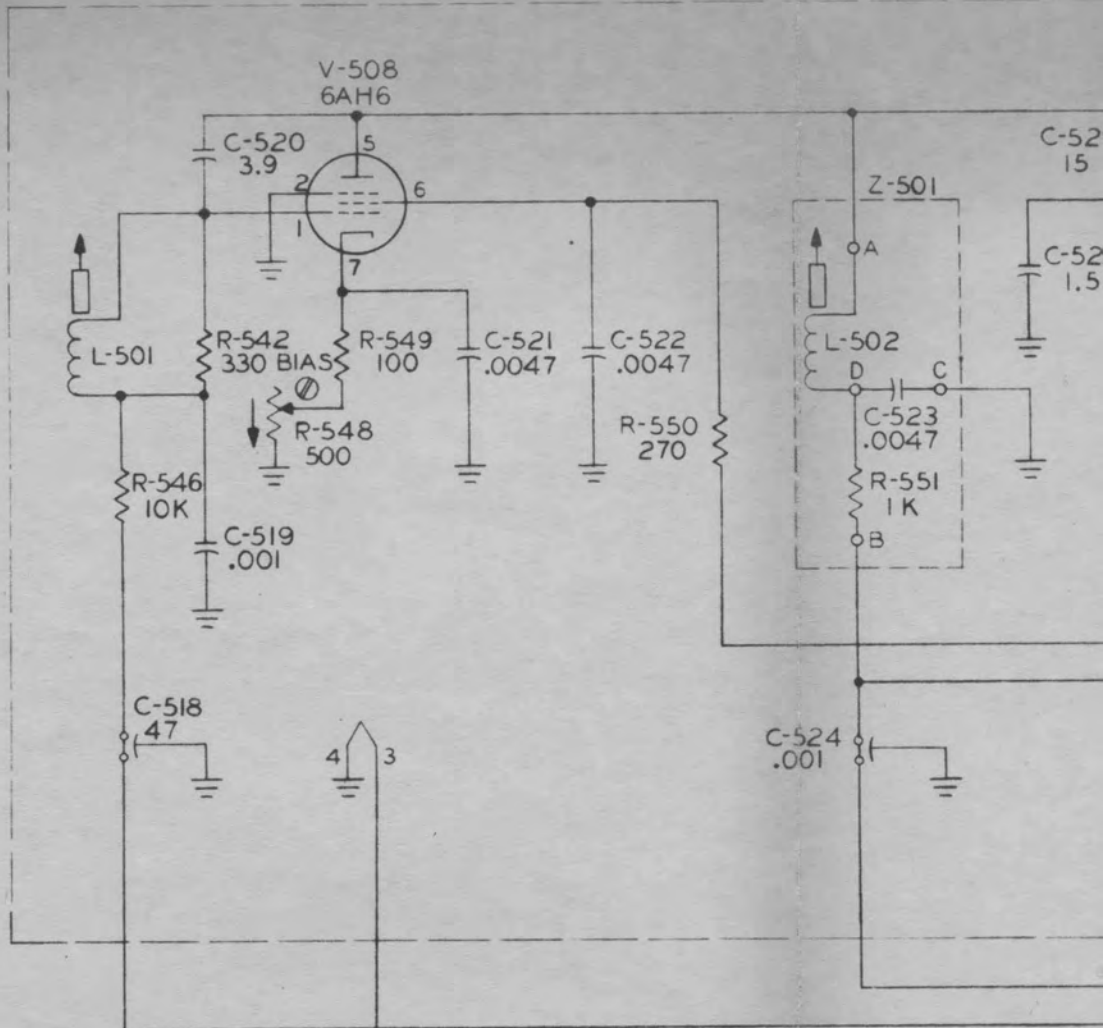 V-508
6AH6
C-520
3.9
5
2
6
1
7
Z-501
A
C-52
15
C-52
1.5
L-501
R-542
330
BIAS
R-549
100
R-548
500
C-521
.0047
C-522
.0047
R-550
270
L-502
D
C
C-523
.0047
R-551
1K
B
R-546
10K
C-519
.001
C-518
47
4
3
C-524
.001